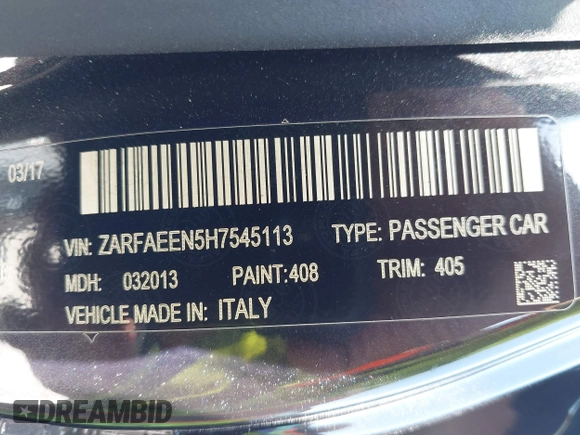 03/17
VIN: ZARFAEEN5H7545113 TYPE: PASSENGER CAR
MDH: 032013 PAINT:408 TRIM: 405
VEHICLE MADE IN: ITALY
DREAMBID